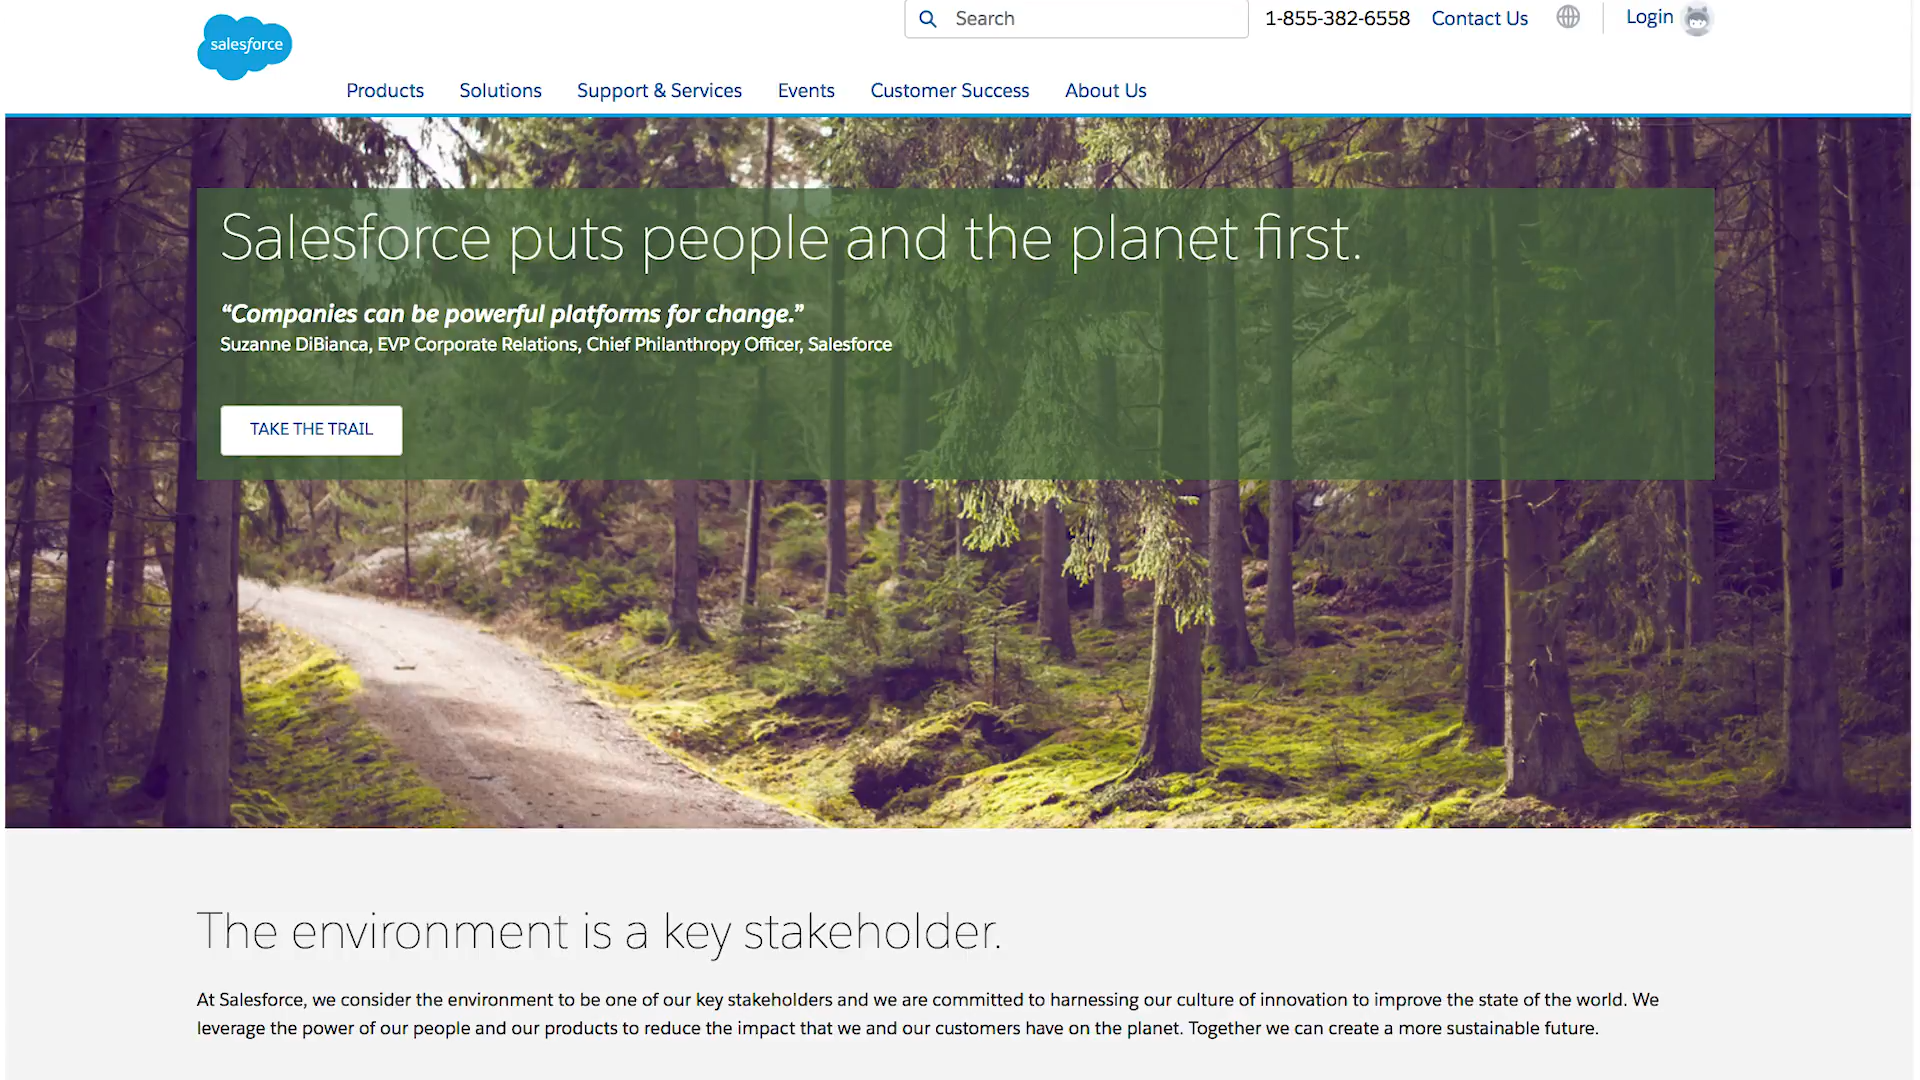 salesforce
Search
1-855-382-6558
Contact Us
Login
Products
Solutions
Support & Services
Events
Customer Success
About Us
Salesforce puts people and the planet first.
“Companies can be powerful platforms for change.”
Suzanne DiBianca, EVP Corporate Relations, Chief Philanthropy Officer, Salesforce
TAKE THE TRAIL
The environment is a key stakeholder.
At Salesforce, we consider the environment to be one of our key stakeholders and we are committed to harnessing our culture of innovation to improve the state of the world. We
leverage the power of our people and our products to reduce the impact that we and our customers have on the planet. Together we can create a more sustainable future.